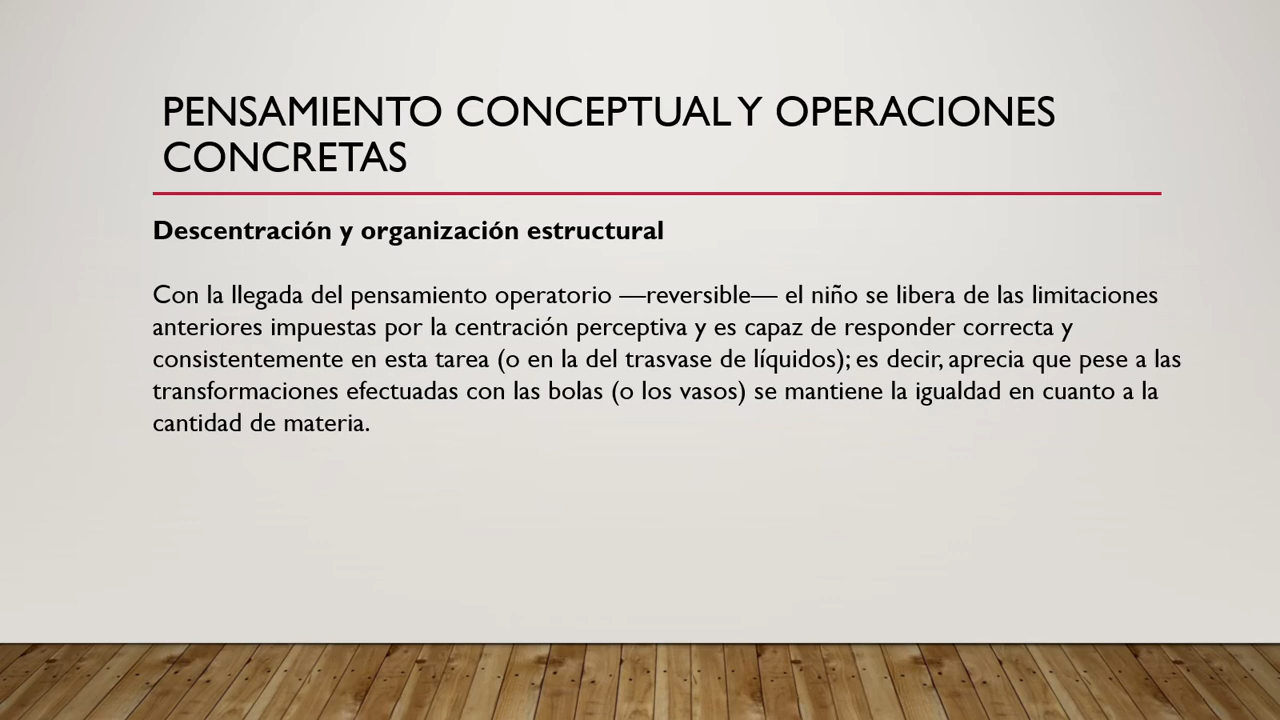 PENSAMIENTO CONCEPTUAL Y OPERACIONES
CONCRETAS
Descentración y organización estructural
Con la llegada del pensamiento operatorio —reversible— el niño se libera de las limitaciones
anteriores impuestas por la centración perceptiva y es capaz de responder correcta y
consistentemente en esta tarea (o en la del trasvase de líquidos); es decir, aprecia que pese a las
transformaciones efectuadas con las bolas (o los vasos) se mantiene la igualdad en cuanto a la
cantidad de materia.